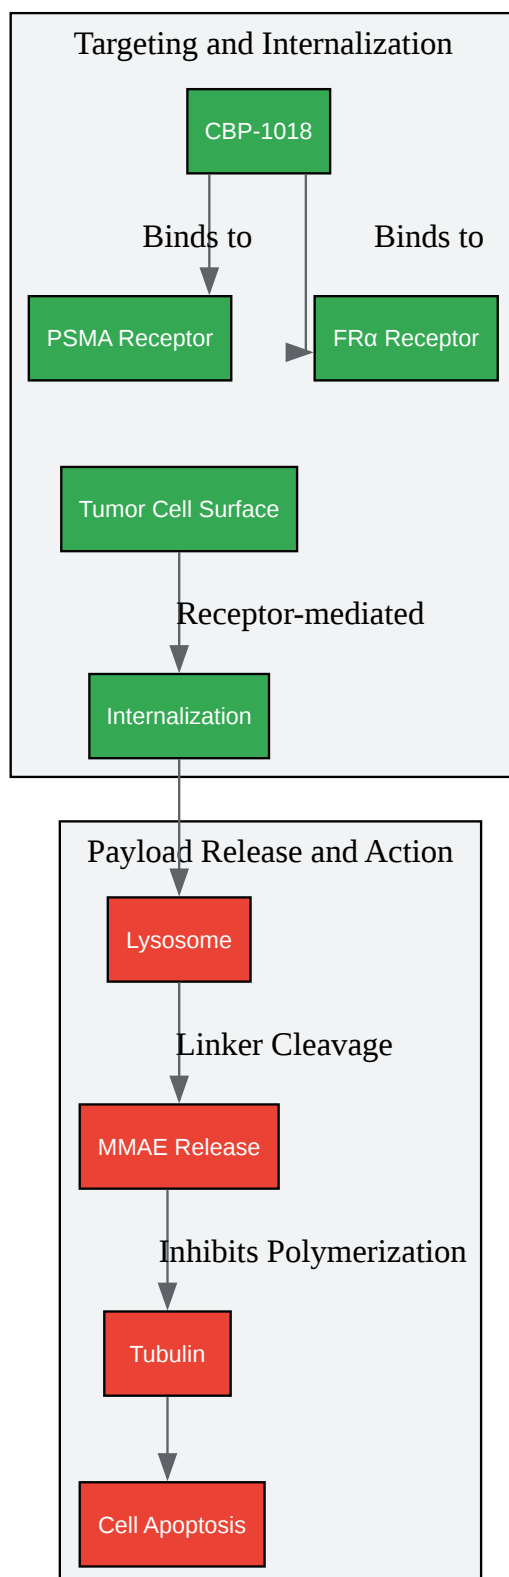 Targeting and Internalization
CBP-1018
Binds to
Binds to
PSMA Receptor
FRα Receptor
Tumor Cell Surface
Receptor-mediated
Internalization
Payload Release and Action
Lysosome
Linker Cleavage
MMAE Release
Inhibits Polymerization
Tubulin
Cell Apoptosis